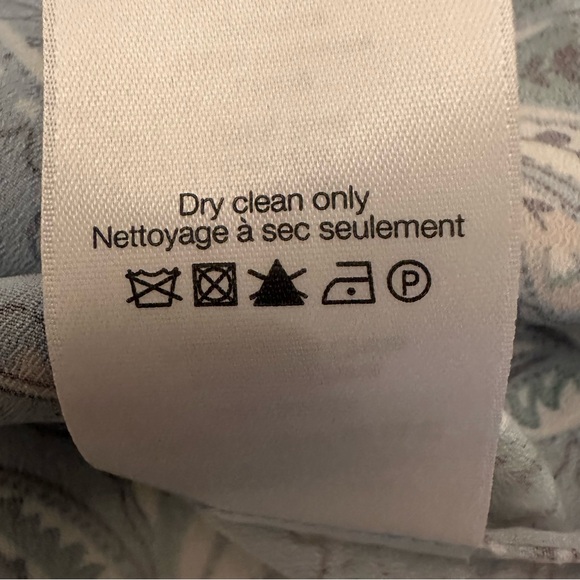 Dry clean only
Nettoyage à sec seulement
P